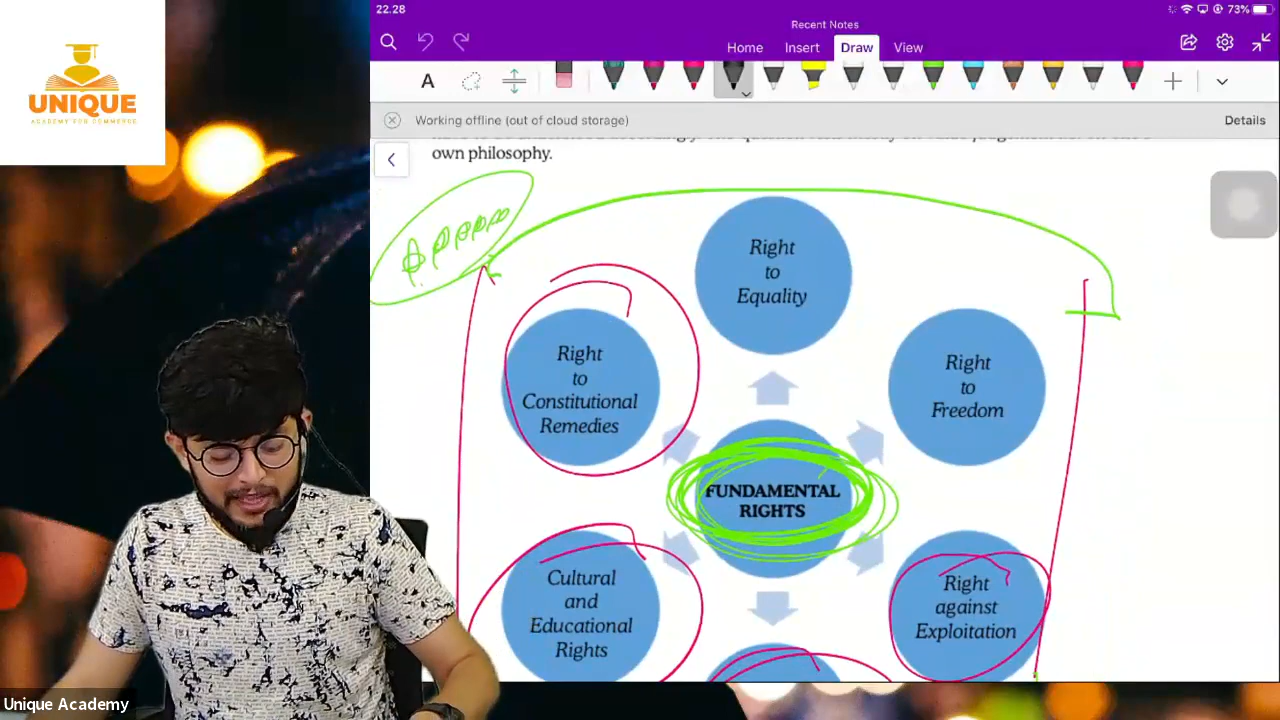 UNIQUE
ACADEMY FOR COMMERCE
22.28
73%
Recent Notes
Home Insert Draw View
A
Working offline (out of cloud storage)
Details
own philosophy.
Right
to
Equality
Right
to
Constitutional
Remedies
Right
to
Freedom
FUNDAMENTAL
RIGHTS
Cultural
and
Educational
Rights
Right
against
Exploitation
Unique Academy